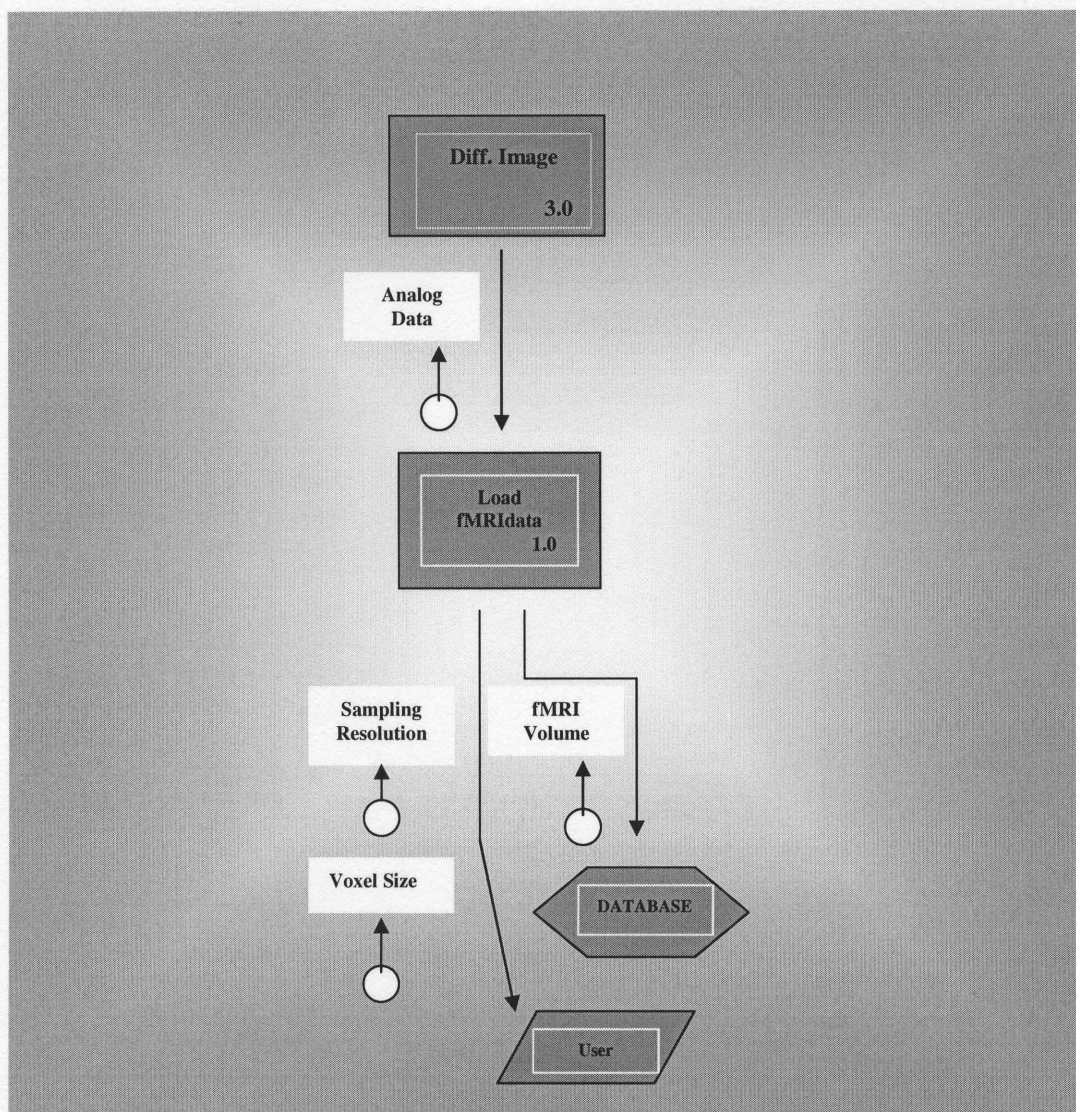 Diff. Image
3.0
Analog
Data
Load
fMRIdata
1.0
Sampling
Resolution
fMRI
Volume
Voxel Size
DATABASE
User